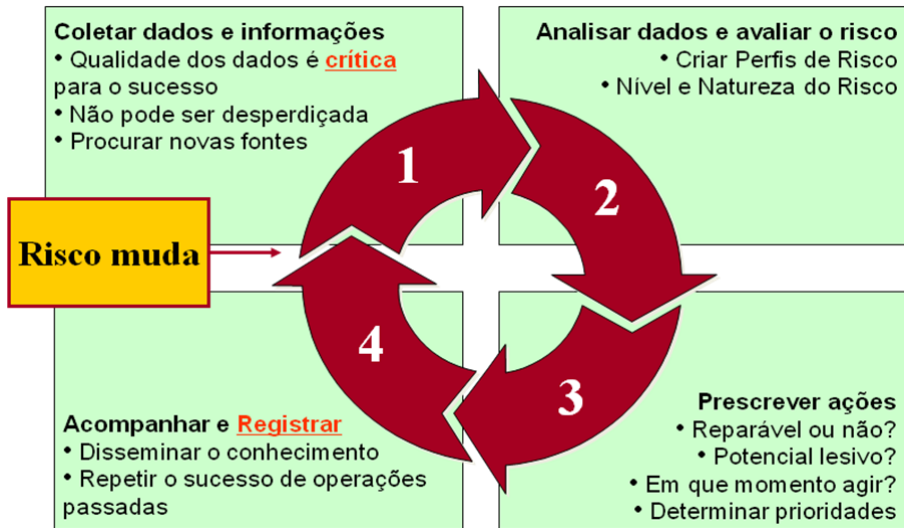 Coletar dados e informações
• Qualidade dos dados é crítica
para o sucesso
• Não pode ser desperdiçada
• Procurar novas fontes
1
Analisar dados e avaliar o risco
• Criar Perfis de Risco
• Nível e Natureza do Risco
2
Risco muda
4
Acompanhar e Registrar
• Disseminar o conhecimento
• Repetir o sucesso de operações
passadas
3
Prescrever ações
• Reparável ou não?
• Potencial lesivo?
• Em que momento agir?
• Determinar prioridades